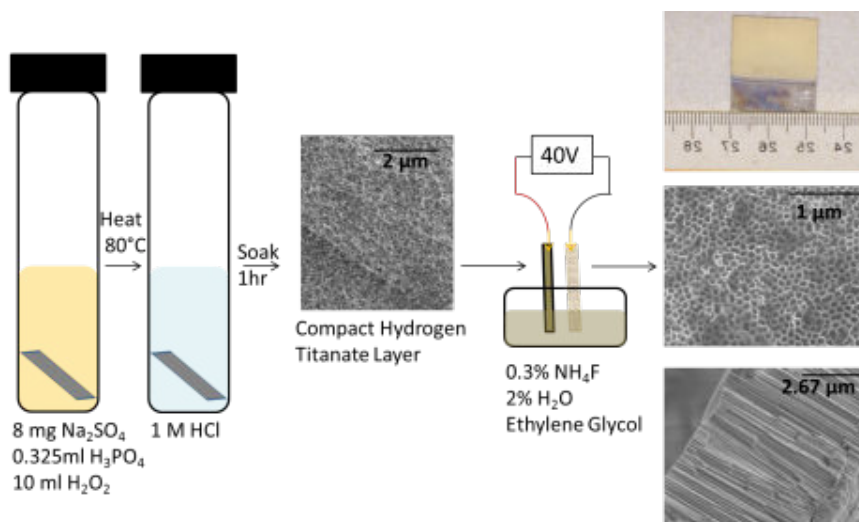 Heat
80°C
Soak
1hr
8 mg Na₂SO₄
0.325ml H₃PO₄
10 ml H₂O₂
1 M HCl
2 µm
Compact Hydrogen
Titanate Layer
40V
0.3% NH₄F
2% H₂O
Ethylene Glycol
28 27 26 25 24
1 µm
2.67 µm